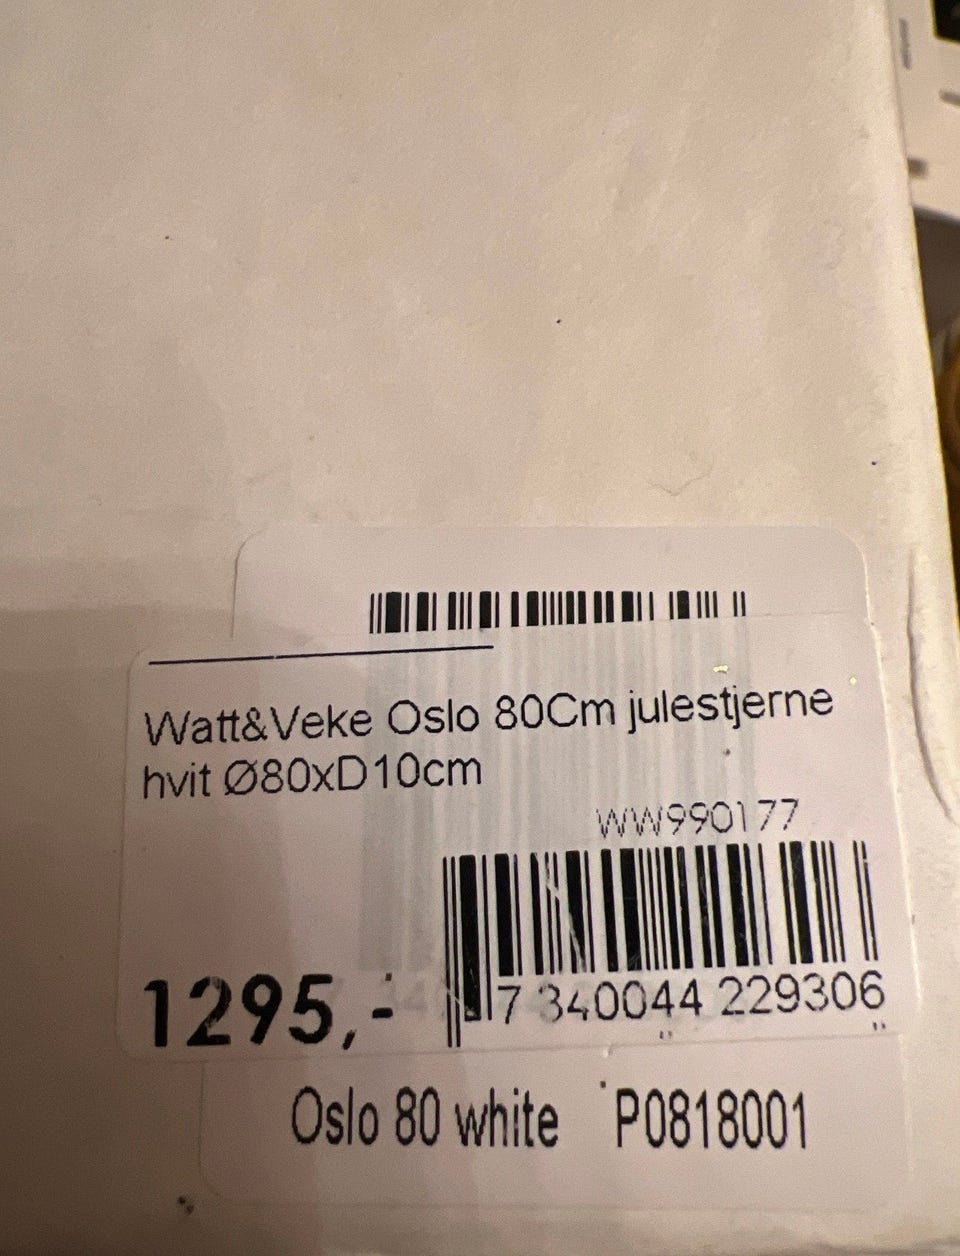 Watt&Veke Oslo 80Cm julestjerne
hvit Ø80xD10cm
WW990177
1295,-
7 340044 229306
Oslo 80 white P0818001